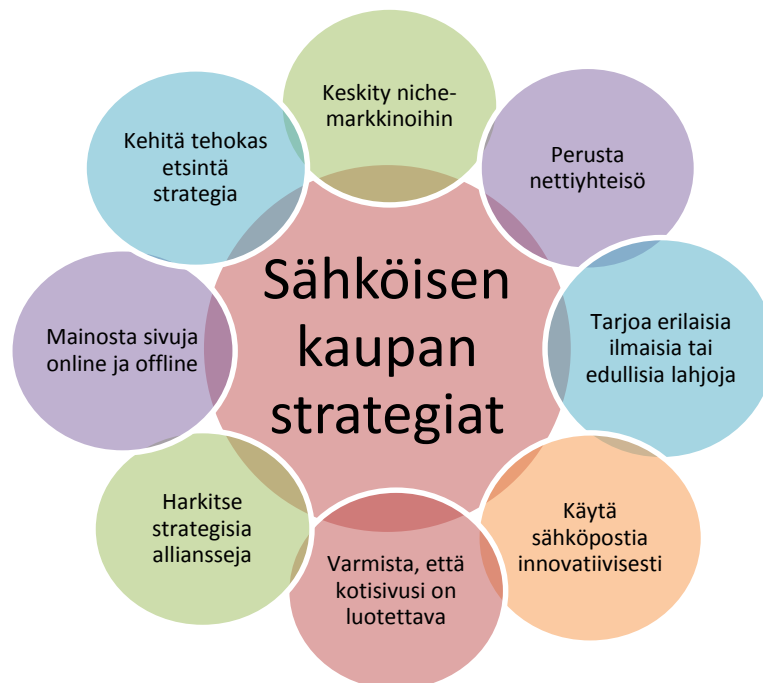 Keskity niche-
markkinoihin
Perusta
nettiyhteisö
Tarjoa erilaisia
ilmaisia tai
edullisia lahjoja
Käytä
sähköpostia
innovatiivisesti
Varmista, että
kotisivusi on
luotettava
Harkitse
strategisia
alliansseja
Mainosta sivuja
online ja offline
Kehitä tehokas
etsintä
strategia
Sähköisen
kaupan
strategiat